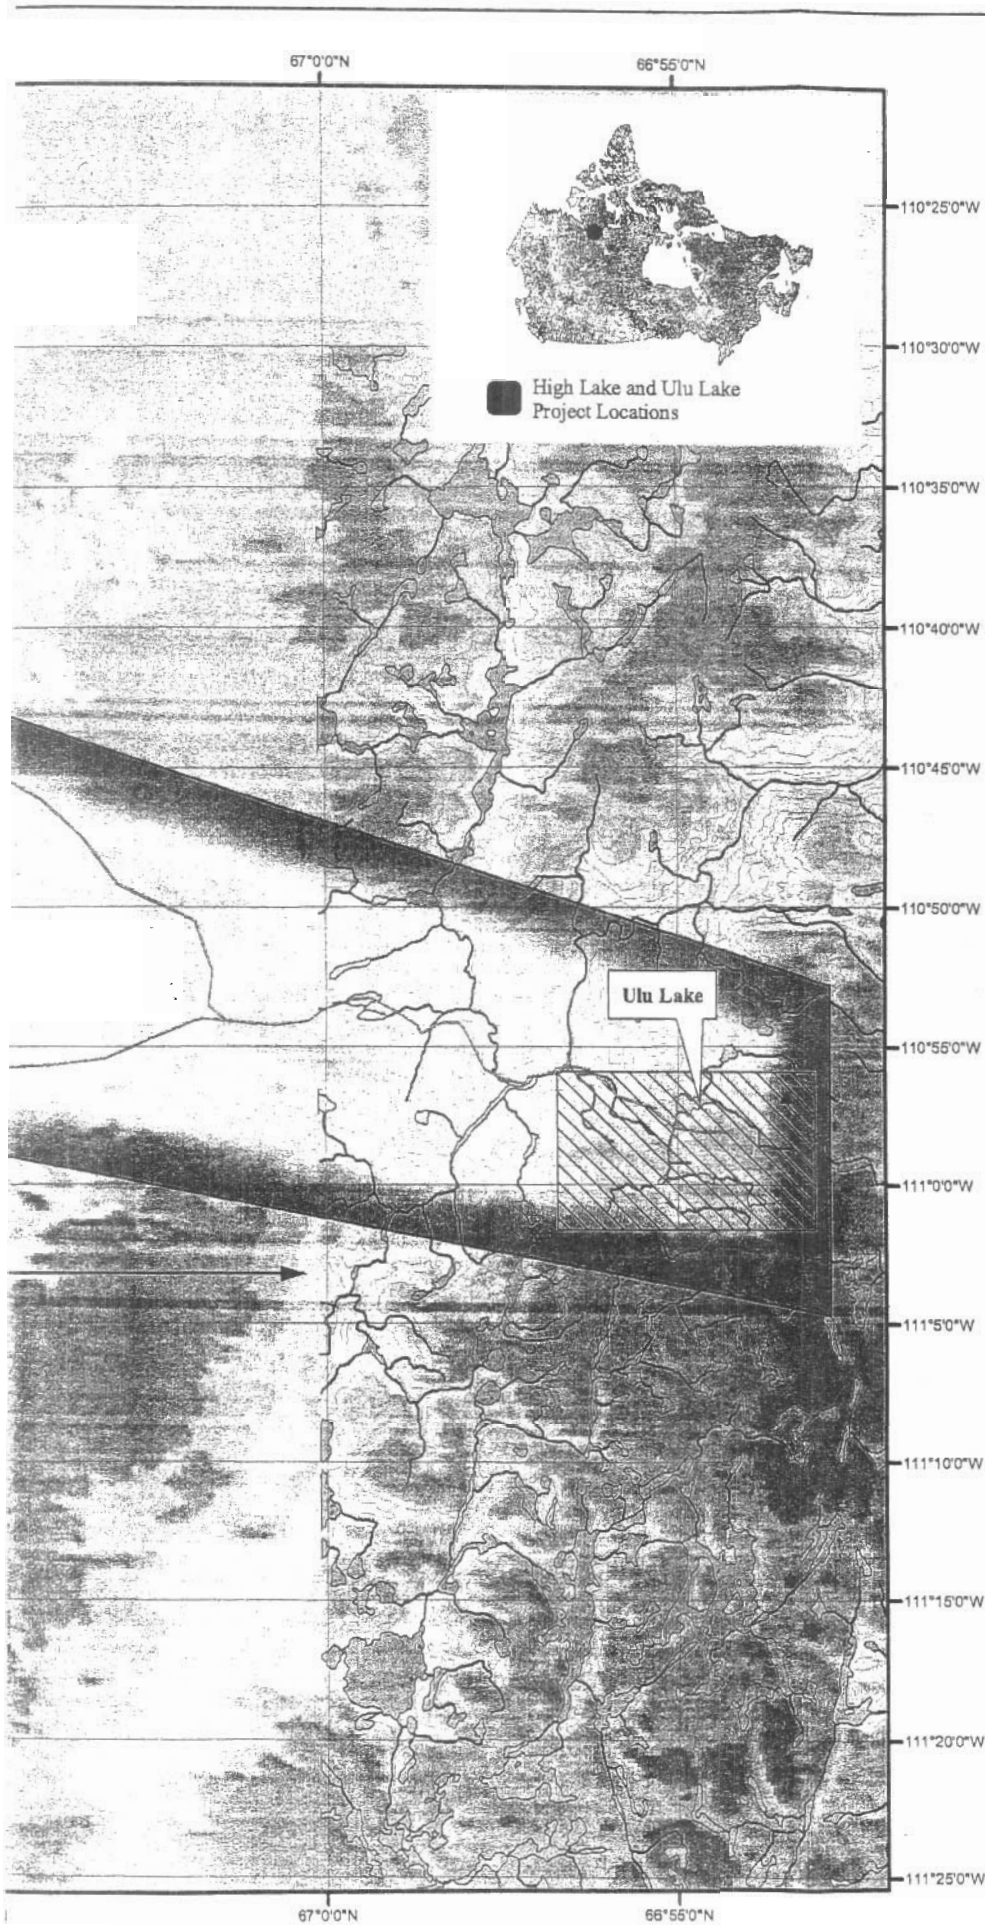 67°0'0"N
66°55'0"N
110°25'0"W
110°30'0"W
High Lake and Ulu Lake
Project Locations
110°35'0"W
110°40'0"W
110°45'0"W
110°50'0"W
Ulu Lake
110°55'0"W
111°0'0"W
111°5'0"W
111°10'0"W
111°15'0"W
111°20'0"W
111°25'0"W
67°0'0"N
66°55'0"N